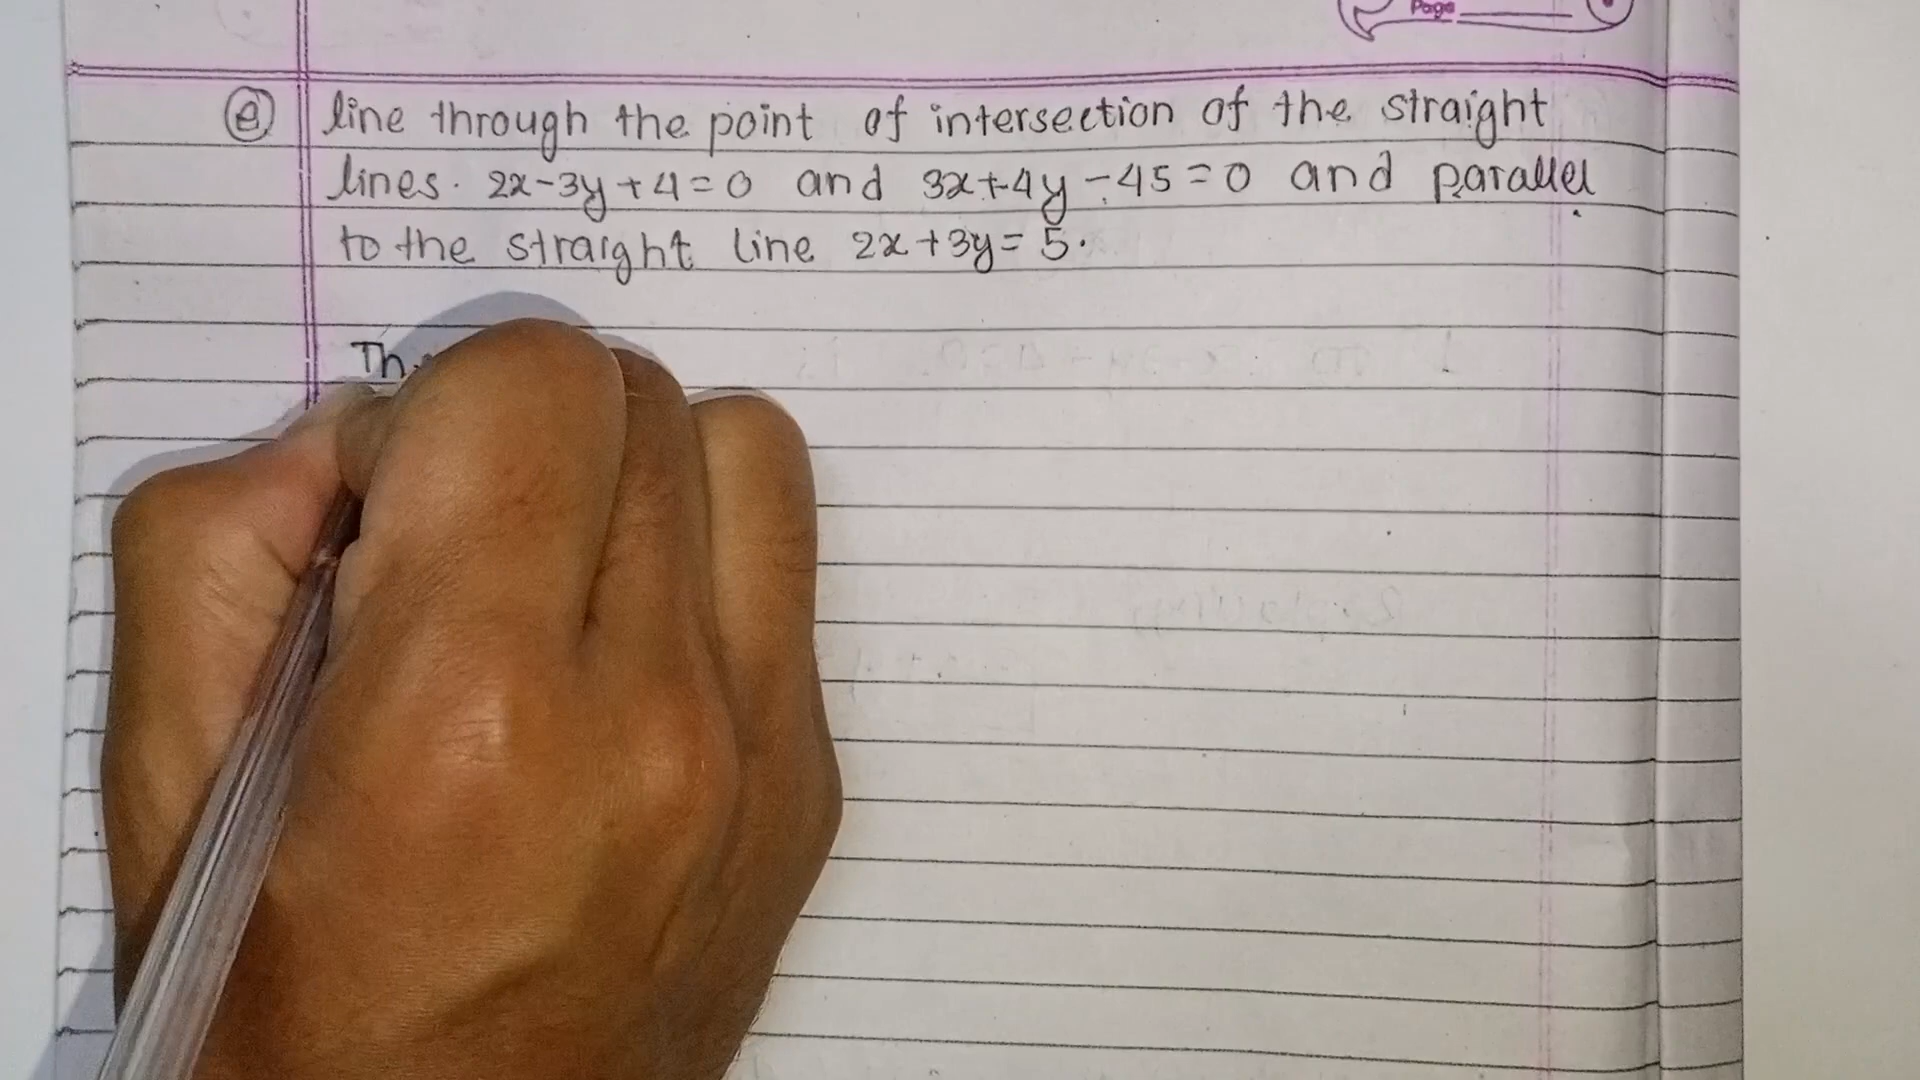 Page
ⓔ line through the point of intersection of the straight
lines. 2x-3y+4=0 and 3x+4y-45=0 and parallel
to the straight line 2x+3y=5.
Th